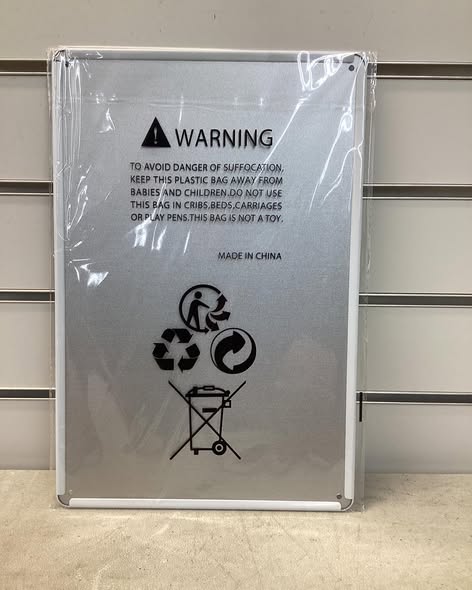 WARNING
TO AVOID DANGER OF SUFFOCATION,
KEEP THIS PLASTIC BAG AWAY FROM
BABIES AND CHILDREN.DO NOT USE
THIS BAG IN CRIBS,BEDS,CARRIAGES
OR PLAY PENS.THIS BAG IS NOT A TOY.
MADE IN CHINA